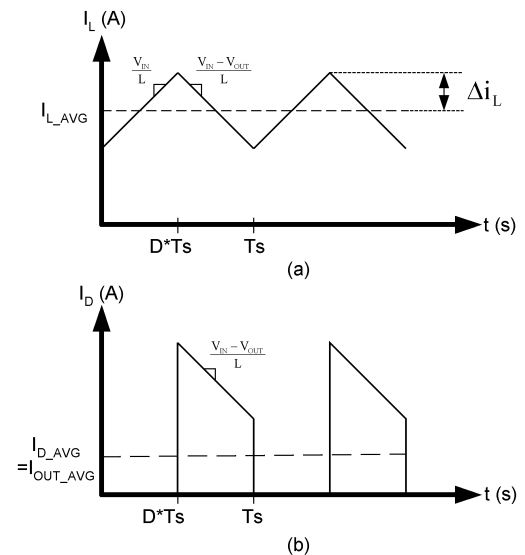 I_L (A)
V_IN / L
V_IN – V_OUT / L
Δi_L
I_L_AVG
t (s)
D*Ts
Ts
(a)
I_D (A)
V_IN – V_OUT / L
I_D_AVG
=I_OUT_AVG
t (s)
D*Ts
Ts
(b)